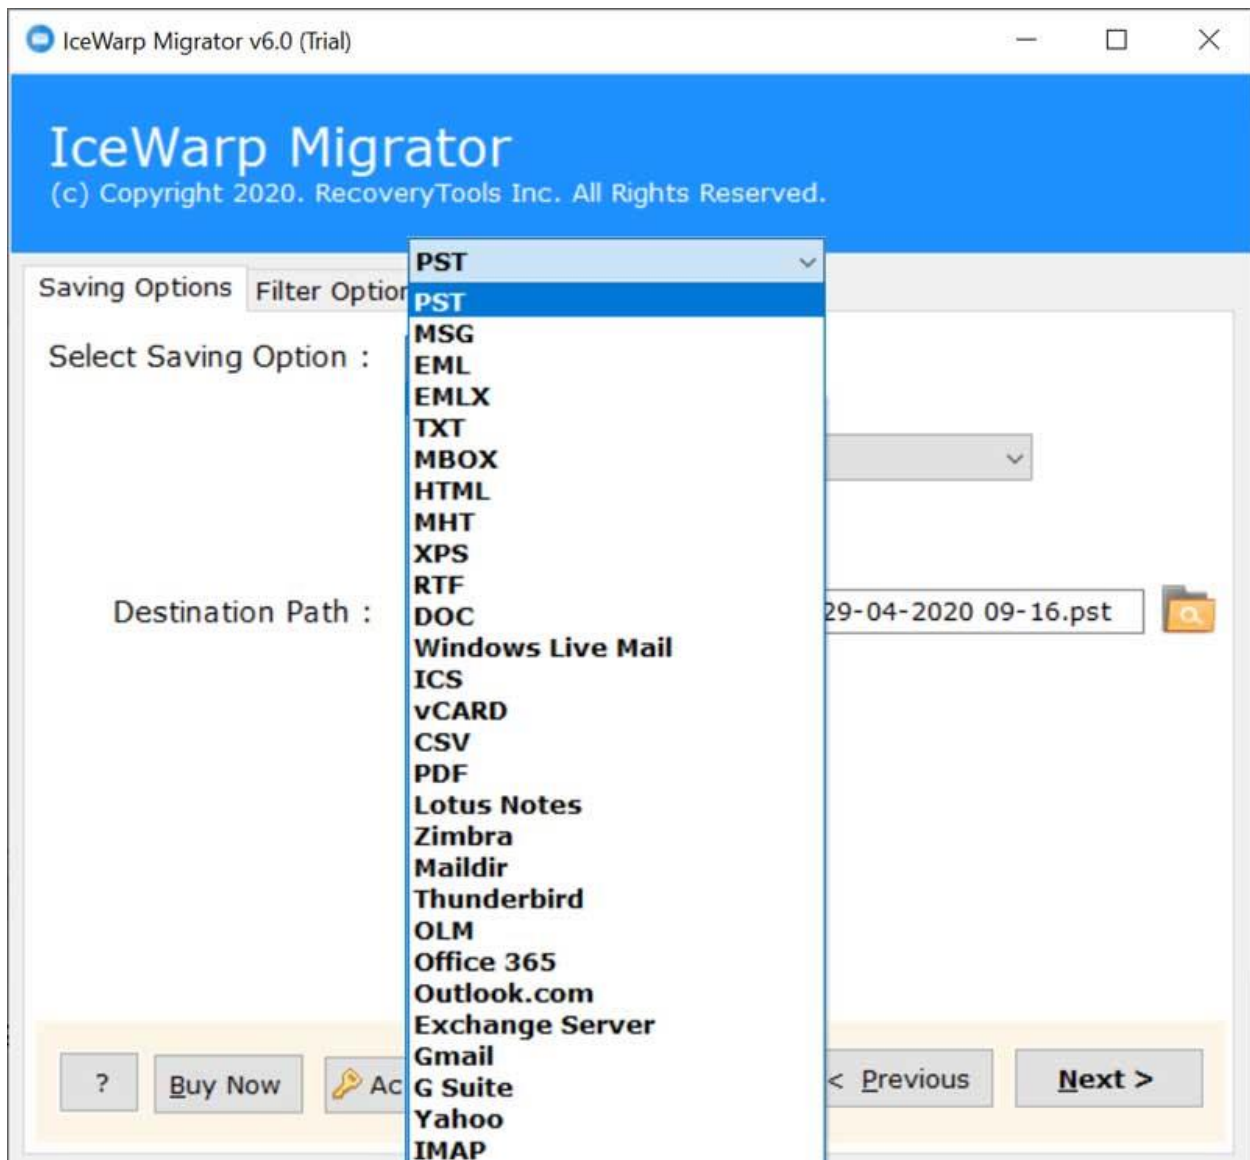 IceWarp Migrator v6.0 (Trial)
IceWarp Migrator
(c) Copyright 2020. RecoveryTools Inc. All Rights Reserved.
PST
Saving Options
Filter
PST
MSG
Select Saving Option :
EML
EMLX
TXT
MBOX
HTML
MHT
XPS
RTF
Destination Path :
29-04-2020 09-16.pst
DOC
Windows Live Mail
ICS
vCARD
CSV
PDF
Lotus Notes
Zimbra
Maildir
Thunderbird
OLM
Office 365
Outlook.com
Exchange Server
Gmail
?
Buy Now
< Previous
Next >
G Suite
Yahoo
IMAP